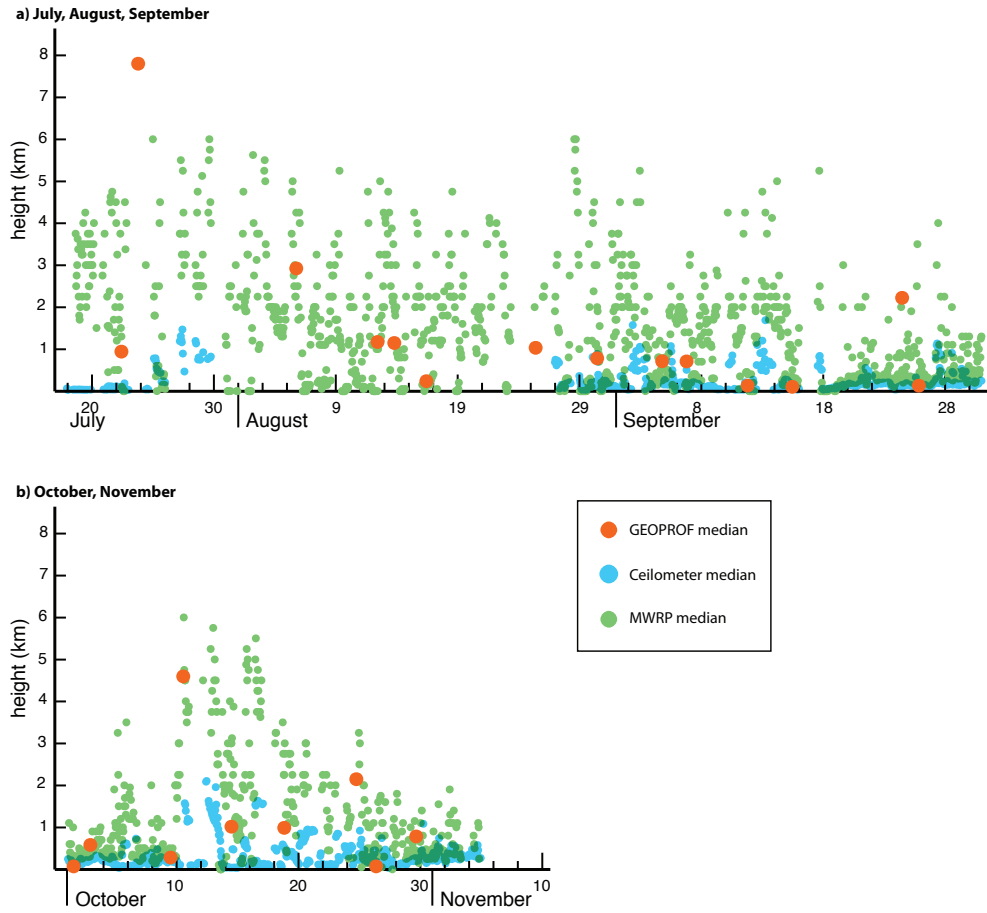 a) July, August, September
8
7
6
5
4
3
2
1
height (km)
20 30 9 19 29 8 18 28
July August September
b) October, November
8
7
6
5
4
3
2
1
height (km)
10 20 30 10
October November
GEOPROF median
Ceilometer median
MWRP median